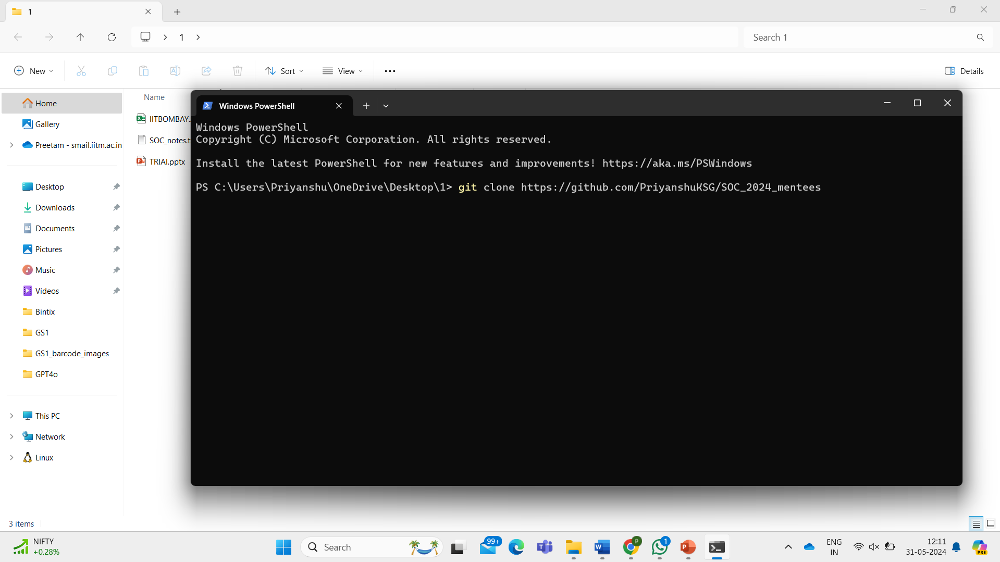 1
1
Search 1
New
Sort
View
Details
Home
Gallery
Preetam - smail.iitm.ac.in
Desktop
Downloads
Documents
Pictures
Music
Videos
Bintix
GS1
GS1_barcode_images
GPT4o
This PC
Network
Linux
Name
IITBOMBAY.
SOC_notes.t
TRIAl.pptx
Windows PowerShell
Windows PowerShell
Copyright (C) Microsoft Corporation. All rights reserved.
Install the latest PowerShell for new features and improvements! https://aka.ms/PSWindows
PS C:\Users\Priyanshu\OneDrive\Desktop\1> git clone https://github.com/PriyanshuKSG/SOC_2024_mentees
3 items
NIFTY
+0.28%
Search
99+
P
1
ENG
IN
12:11
31-05-2024
PRE